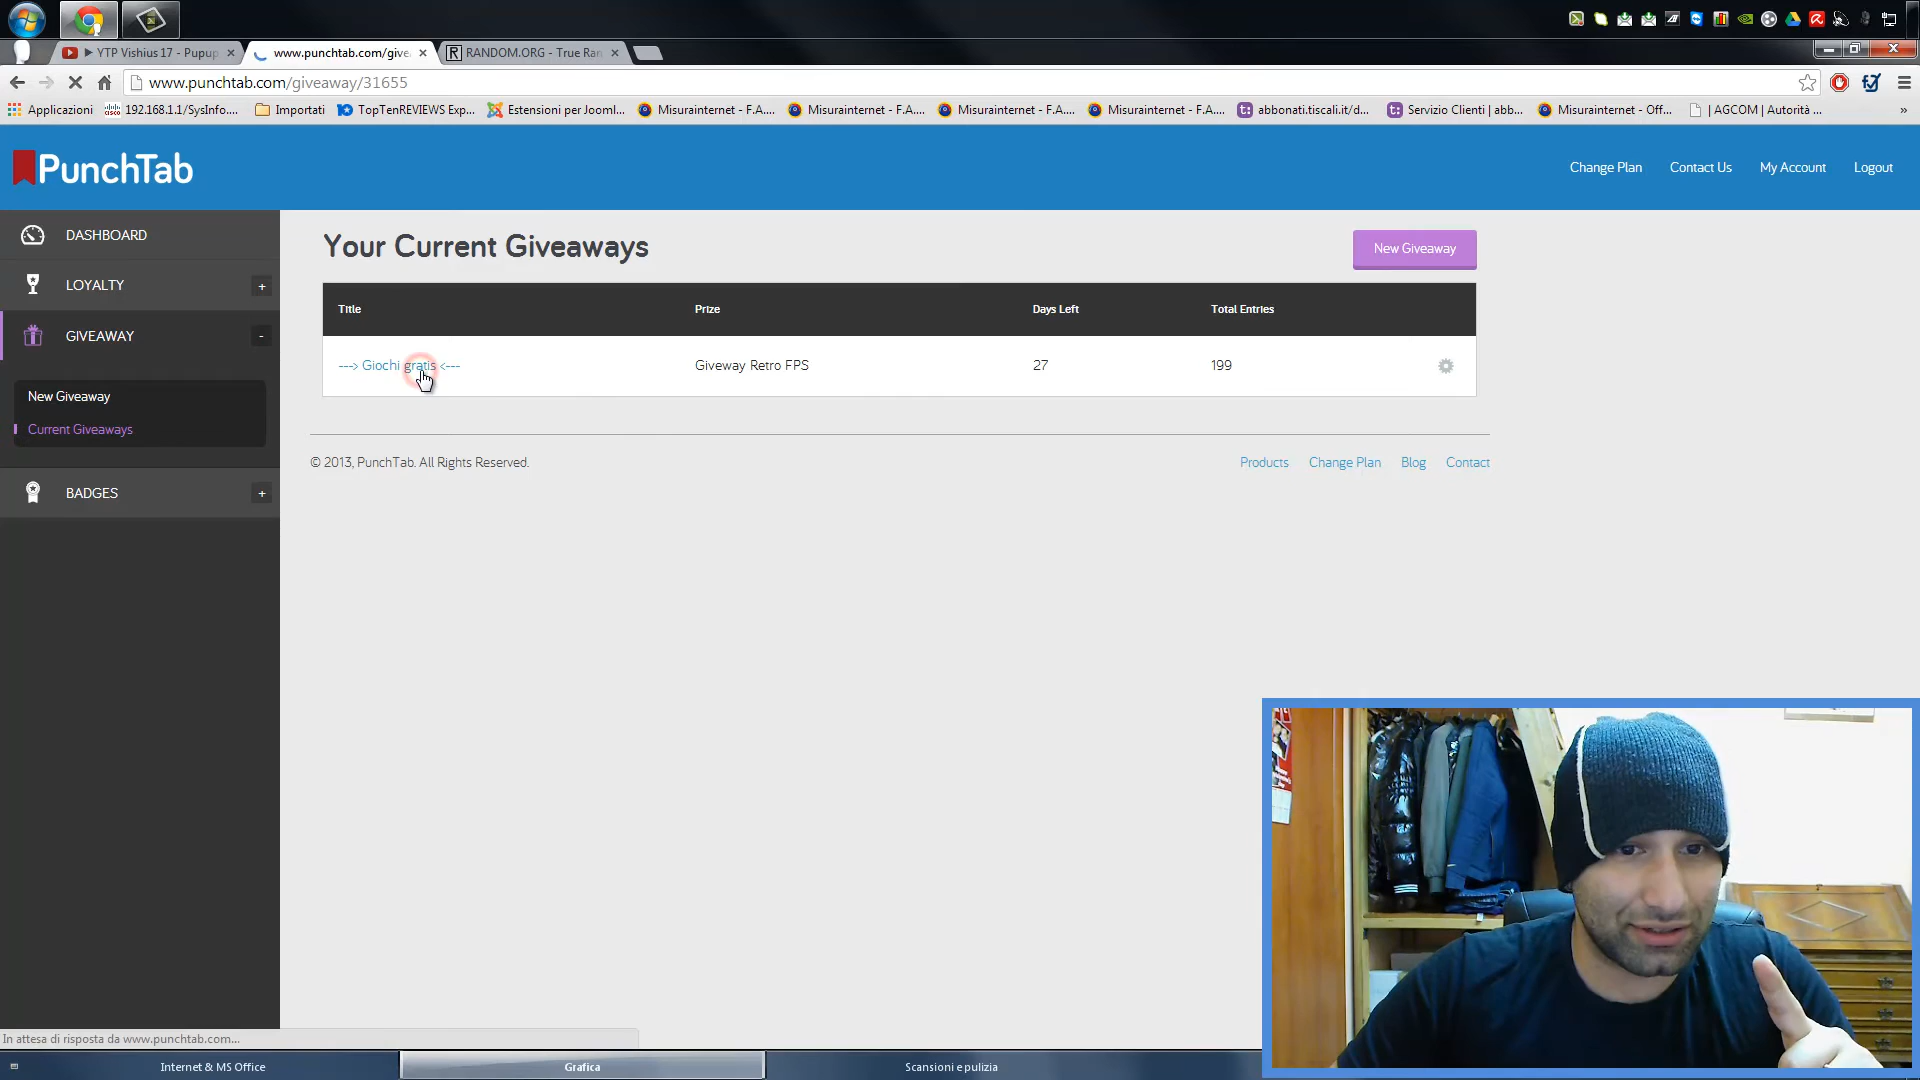 ▶ YTP Vishius 17 - Pupup
www.punchtab.com/give
RANDOM.ORG - True Ran
www.punchtab.com/giveaway/31655
Applicazioni
192.168.1.1/SysInfo....
Importati
TopTenREVIEWS Exp...
Estensioni per Jooml...
Misurainternet - F.A....
Misurainternet - F.A....
Misurainternet - F.A....
Misurainternet - F.A....
abbonati.tiscali.it/d...
Servizio Clienti | abb...
Misurainternet - Off...
| AGCOM | Autorità ...
»
PunchTab
Change Plan
Contact Us
My Account
Logout
DASHBOARD
LOYALTY
+
GIVEAWAY
-
New Giveaway
Current Giveaways
BADGES
+
Your Current Giveaways
New Giveaway
Title Prize Days Left Total Entries
---> Giochi gratis <--- Giveway Retro FPS 27 199
© 2013, PunchTab. All Rights Reserved.
Products Change Plan Blog Contact
In attesa di risposta da www.punchtab.com...
Internet & MS Office
Grafica
Scansioni e pulizia